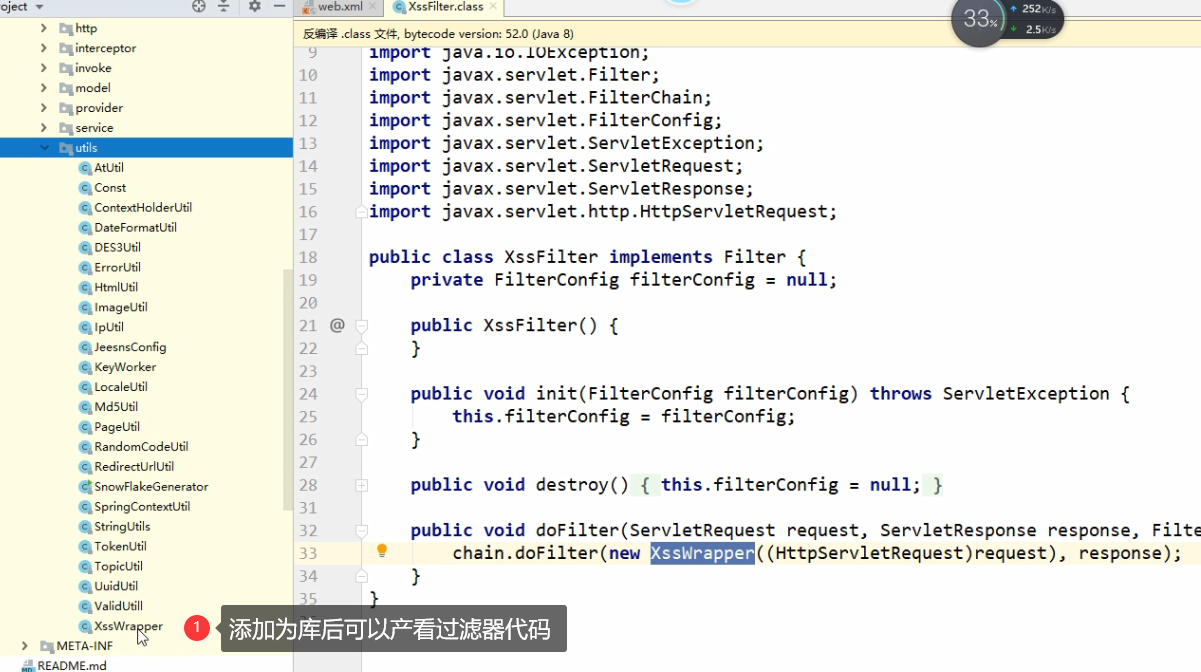 oject
web.xml
XssFilter.class
33%
252K/s
2.5K/s
反编译 .class 文件, bytecode version: 52.0 (Java 8)
http
interceptor
invoke
model
provider
service
utils
AtUtil
Const
ContextHolderUtil
DateFormatUtil
DES3Util
ErrorUtil
HtmlUtil
ImageUtil
IpUtil
JeesnsConfig
KeyWorker
LocaleUtil
Md5Util
PageUtil
RandomCodeUtil
RedirectUrlUtil
SnowFlakeGenerator
SpringContextUtil
StringUtils
TokenUtil
TopicUtil
UuidUtil
ValidUtill
XssWrapper
META-INF
README.md
9 import java.io.IOException;
10 import javax.servlet.Filter;
11 import javax.servlet.FilterChain;
12 import javax.servlet.FilterConfig;
13 import javax.servlet.ServletException;
14 import javax.servlet.ServletRequest;
15 import javax.servlet.ServletResponse;
16 import javax.servlet.http.HttpServletRequest;
17
18 public class XssFilter implements Filter {
19 private FilterConfig filterConfig = null;
20
21 @ public XssFilter() {
22 }
23
24 public void init(FilterConfig filterConfig) throws ServletException {
25 this.filterConfig = filterConfig;
26 }
27
28 public void destroy() { this.filterConfig = null; }
31
32 public void doFilter(ServletRequest request, ServletResponse response, Filte
33 chain.doFilter(new XssWrapper((HttpServletRequest)request), response);
34 }
35 }
1 添加为库后可以产看过滤器代码